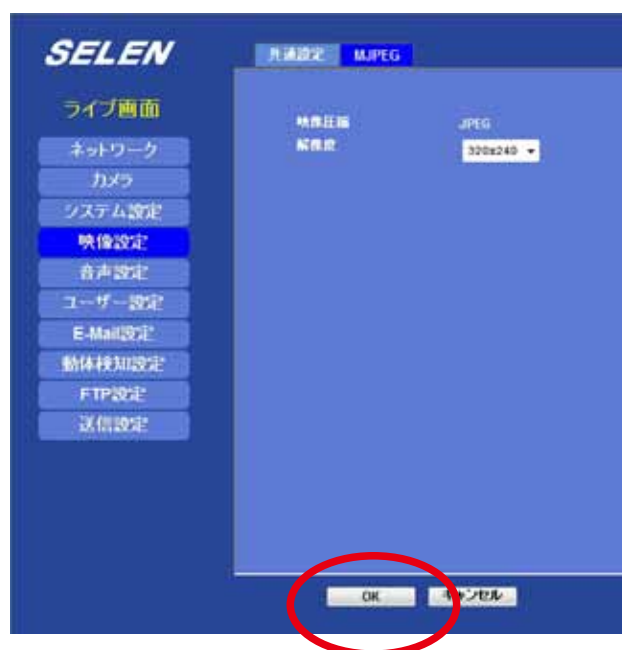 SELEN
共通設定 MJPEG
ライブ画面
映像圧縮 JPEG
解像度 320x240
ネットワーク
カメラ
システム設定
映像設定
音声設定
ユーザー設定
E-Mail設定
動体検知設定
FTP設定
送信設定
OK キャンセル